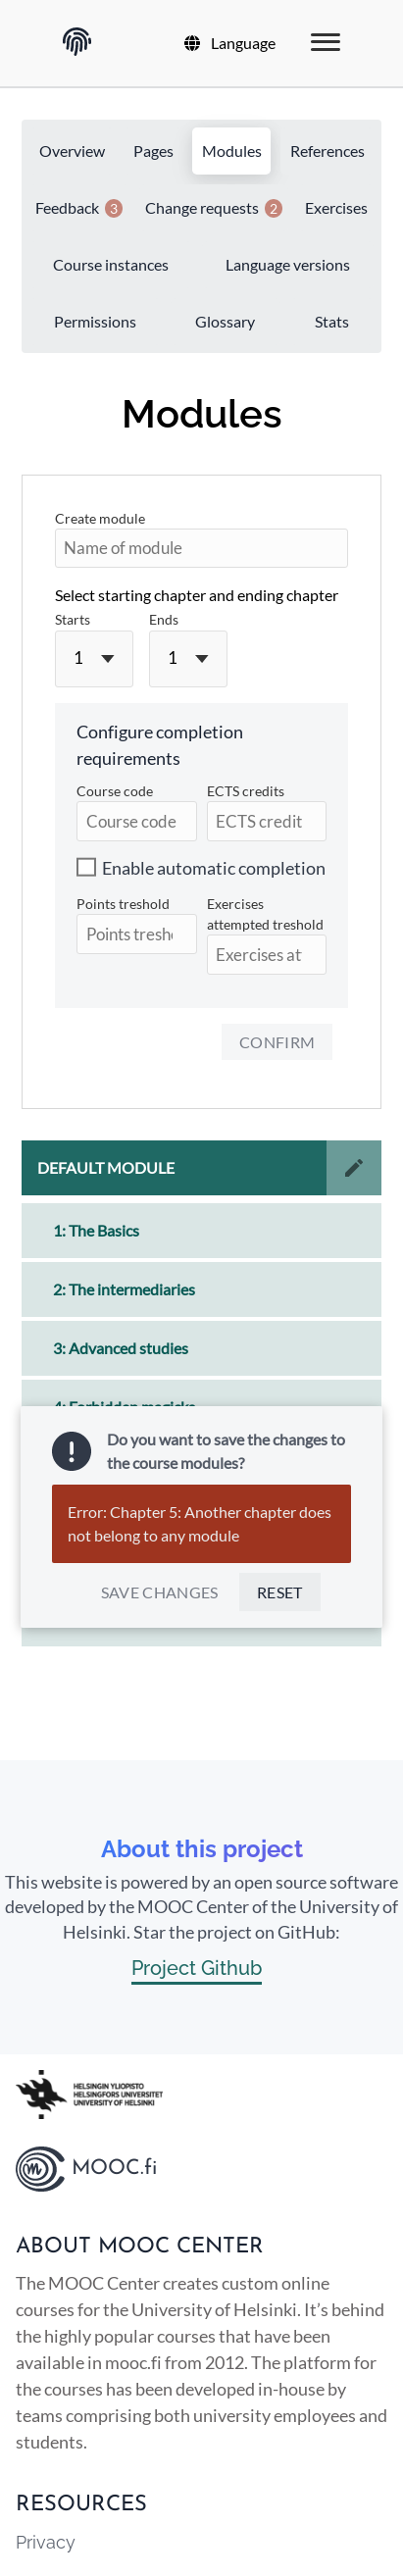 Language
Overview Pages Modules References
Feedback 3 Change requests 2 Exercises
Course instances Language versions
Permissions Glossary Stats
Modules
Create module
Name of module
Select starting chapter and ending chapter
Starts Ends
1 1
Configure completion
requirements
Course code ECTS credits
Course code ECTS credit
Enable automatic completion
Points treshold Exercises
attempted treshold
Points tresho Exercises at
CONFIRM
DEFAULT MODULE
1: The Basics
2: The intermediaries
3: Advanced studies
4: Forbidden magicks
Do you want to save the changes to
the course modules?
Error: Chapter 5: Another chapter does
not belong to any module
SAVE CHANGES RESET
About this project
This website is powered by an open source software
developed by the MOOC Center of the University of
Helsinki. Star the project on GitHub:
Project Github
HELSINGIN YLIOPISTO
HELSINGFORS UNIVERSITET
UNIVERSITY OF HELSINKI
MOOC.fi
ABOUT MOOC CENTER
The MOOC Center creates custom online
courses for the University of Helsinki. It’s behind
the highly popular courses that have been
available in mooc.fi from 2012. The platform for
the courses has been developed in-house by
teams comprising both university employees and
students.
RESOURCES
Privacy